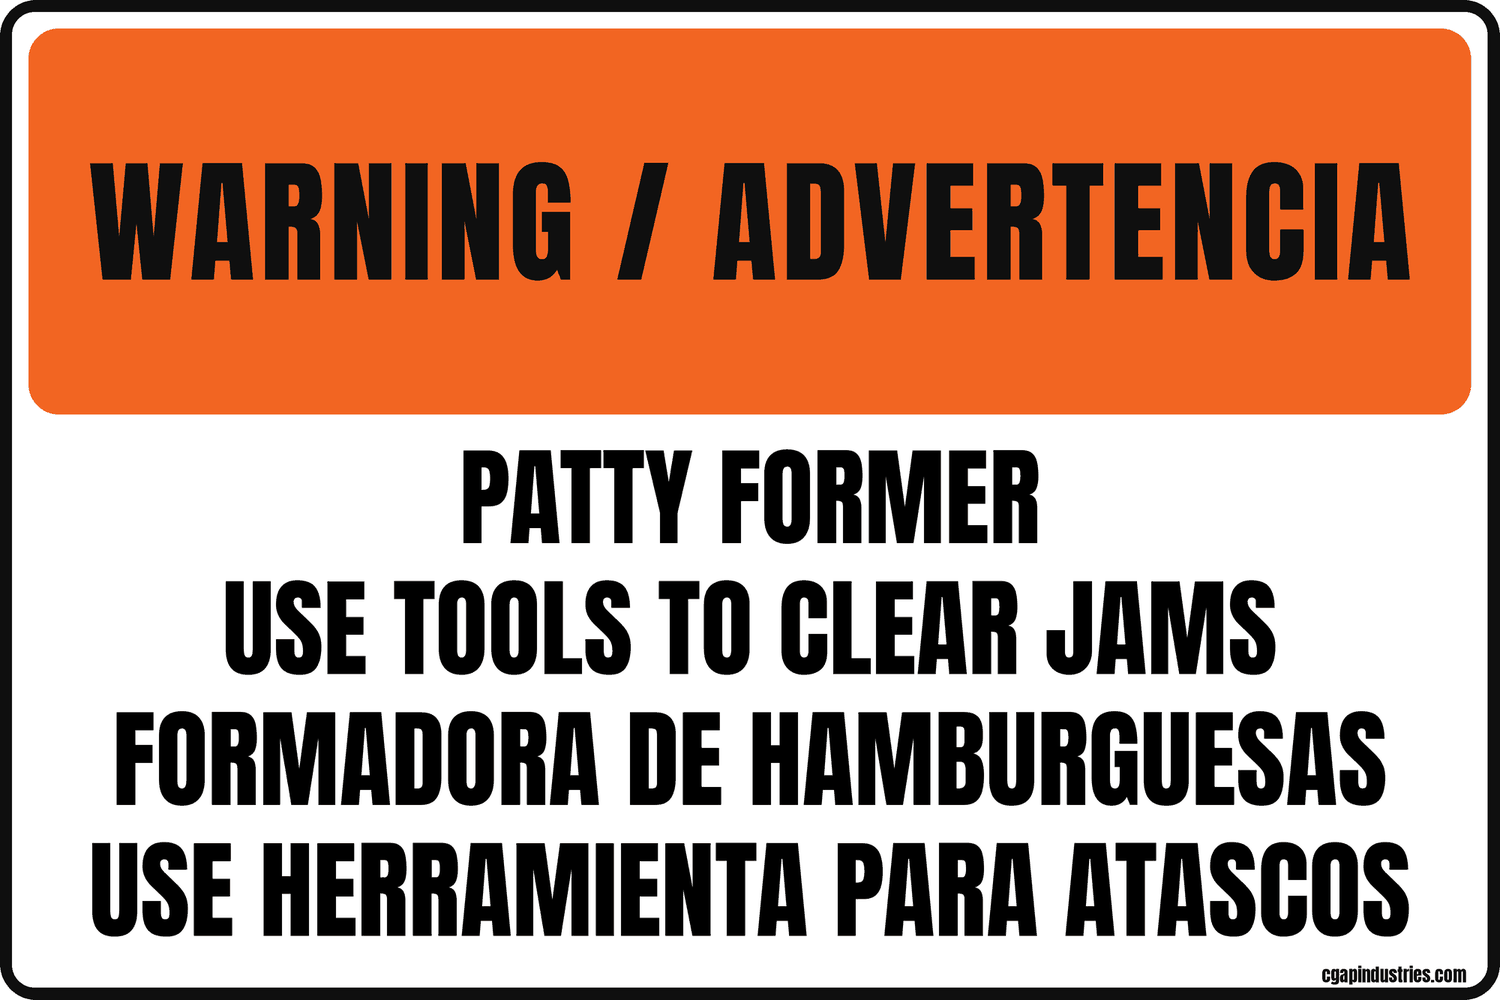 WARNING / ADVERTENCIA
PATTY FORMER
USE TOOLS TO CLEAR JAMS
FORMADORA DE HAMBURGUESAS
USE HERRAMIENTA PARA ATASCOS
cgapindustries.com